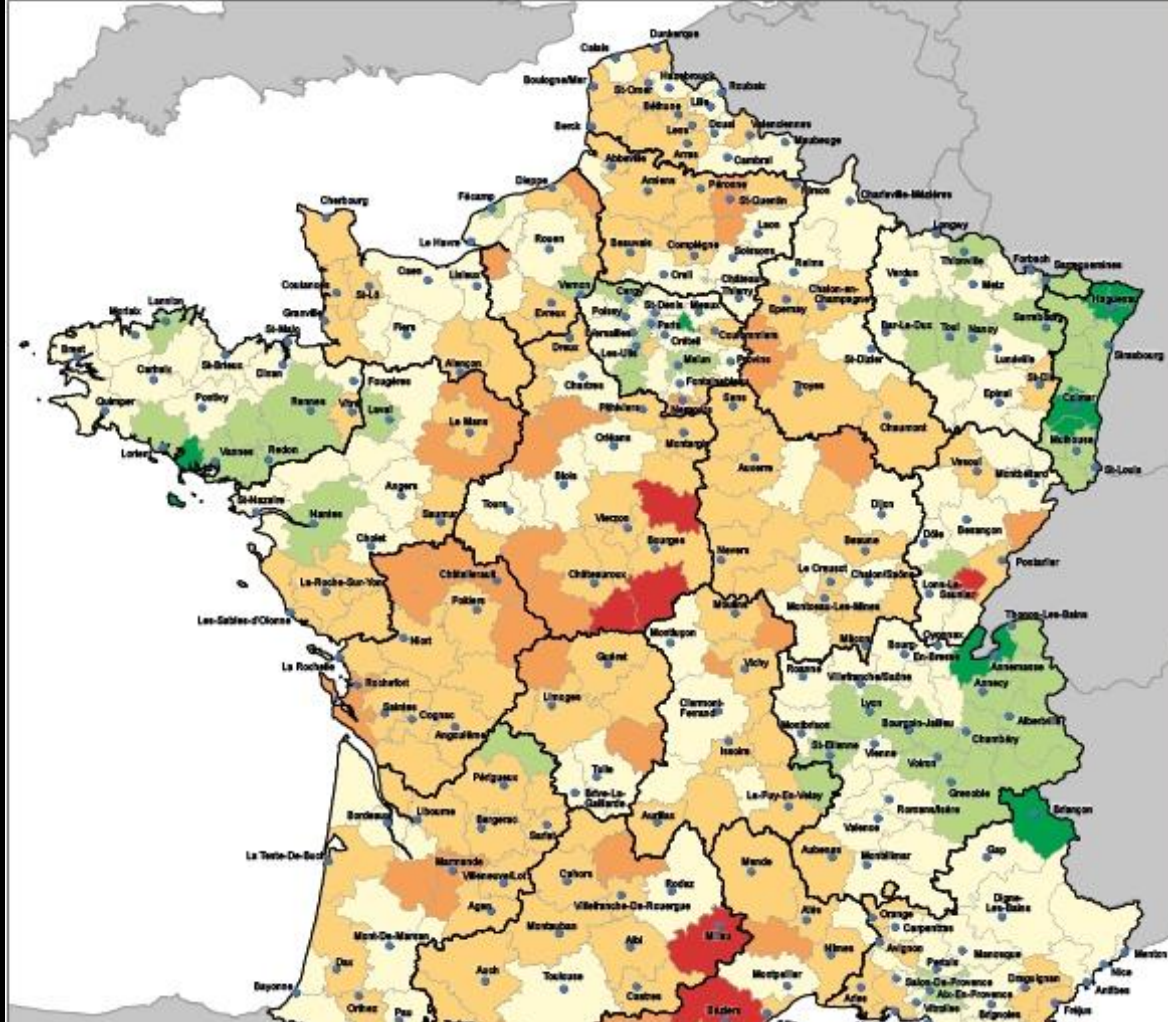 Dunkerque
Calais
Boulogne/Mer
Hazebrouck
St-Omer
Roubaix
Béthune
Lille
Berck
Lens
Douai
Valenciennes
Maubeuge
Arras
Cambrai
Abbeville
Dieppe
Amiens
Péronne
Charleville-Mézières
Fécamp
St-Quentin
Cherbourg
Laon
Longwy
Le Havre
Rouen
Beauvais
Compiègne
Soissons
Thionville
Forbach
Sarreguemines
Caen
Lisieux
Creil
Château
Thierry
Reims
Verdun
Metz
Haguenau
Coutances
St-Lô
Vernon
Cergy
Poissy
St-Denis
Meaux
Chalon-en-
Champagne
Epernay
Lannion
Morlaix
Granville
Flers
Evreux
Versailles
Paris
Coulommiers
Bar-Le-Duc
Toul
Nancy
Sarrebourg
St-Malo
Dreux
Les-Ulis
Créteil
Melun
Provins
St-Dizier
Lunéville
Strasbourg
Brest
Carhaix
St-Brieuc
Dinan
Alençon
Fougères
Chartres
Fontainebleau
Troyes
Epinal
St-Dié
Quimper
Pontivy
Rennes
Vitré
Laval
Pithiviers
Nemours
Sens
Colmar
Le Mans
Orléans
Montargis
Chaumont
Mulhouse
Lorient
Vannes
Redon
Auxerre
Vesoul
Montbéliard
St-Louis
Blois
Angers
St-Nazaire
Tours
Dijon
Nantes
Saumur
Vierzon
Besançon
Cholet
Bourges
Beaune
Dôle
Nevers
Pontarlier
La-Roche-Sur-Yon
Châtellerault
Châteauroux
Le Creusot
Chalon/Saône
Lons-Le-
Saunier
Poitiers
Montceau-Les-Mines
Les-Sables-d'Olonne
Moulins
Thonon-Les-Bains
Niort
Montluçon
Mâcon
Bourg-
En-Bresse
Oyonnax
La Rochelle
Guéret
Vichy
Roanne
Annemasse
Villefranche/Saône
Annecy
Rochefort
Limoges
Saintes
Cognac
Clermont-
Ferrand
Lyon
Albertville
Angoulême
Montbrison
Bourgoin-Jallieu
Issoire
St-Etienne
Vienne
Chambéry
Voiron
Périgueux
Tulle
Brive-La-
Gaillarde
Le-Puy-En-Velay
Grenoble
Romans/Isère
Briançon
Bordeaux
Libourne
Bergerac
Sarlat
Aurillac
Valence
La Teste-De-Buch
Marmande
Aubenas
Montélimar
Gap
Villeneuve/Lot
Cahors
Mende
Rodez
Agen
Villefranche-De-Rouergue
Digne-
Les-Bains
Orange
Carpentras
Mont-De-Marsan
Montauban
Albi
Millau
Alès
Nîmes
Avignon
Manosque
Menton
Dax
Auch
Toulouse
Montpellier
Pertuis
Nice
Bayonne
Castres
Arles
Salon-De-Provence
Draguignan
Antibes
Orthez
Pau
Béziers
Aix-En-Provence
Vitrolles
Brignoles
Fréjus